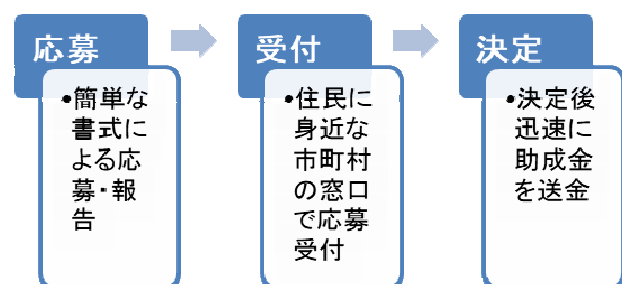 応募
•簡単な
書式に
よる応
募・報
告
受付
•住民に
身近な
市町村
の窓口
で応募
受付
決定
•決定後
迅速に
助成金
を送金